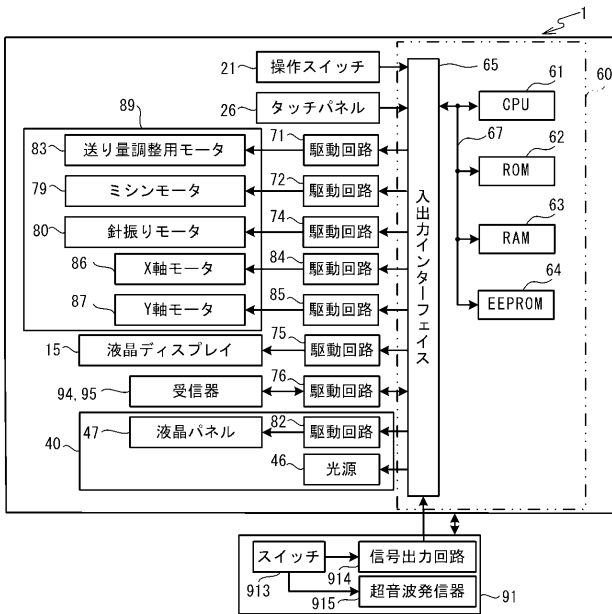 1
21
操作スイッチ
65
61
60
CPU
26
タッチパネル
89
67
83
送り量調整用モータ
71
駆動回路
62
ROM
79
ミシンモータ
72
駆動回路
80
針振りモータ
74
駆動回路
63
RAM
86
X軸モータ
84
駆動回路
64
EEPROM
87
Y軸モータ
85
駆動回路
入出力インターフェイス
15
液晶ディスプレイ
75
駆動回路
94, 95
受信器
76
駆動回路
40
47
液晶パネル
82
駆動回路
46
光源
スイッチ
913
信号出力回路
914
超音波発信器
915
91